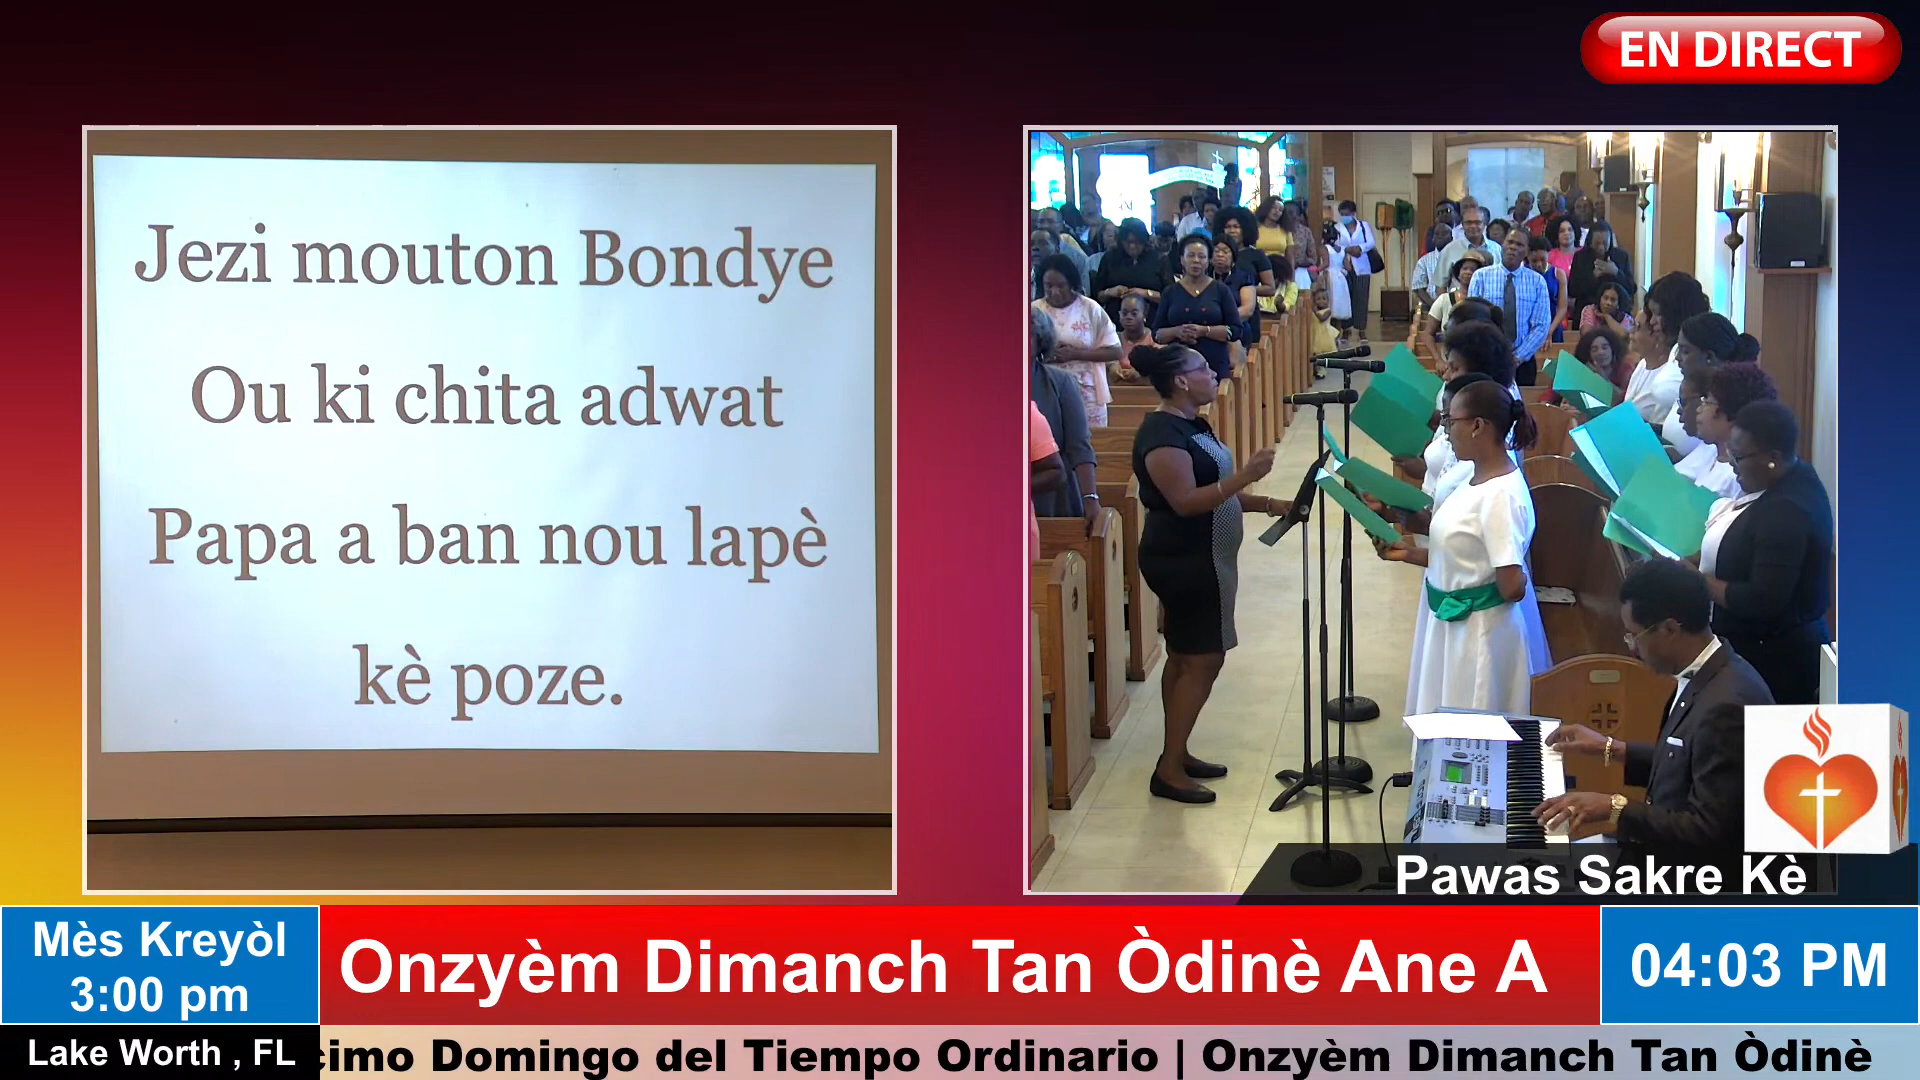 EN DIRECT
Jezi mouton Bondye
Ou ki chita adwat
Papa a ban nou lapè
kè poze.
Pawas Sakre Kè
Mès Kreyòl
3:00 pm
Onzyèm Dimanch Tan Òdinè Ane A
04:03 PM
Lake Worth , FL
cimo Domingo del Tiempo Ordinario | Onzyèm Dimanch Tan Òdinè